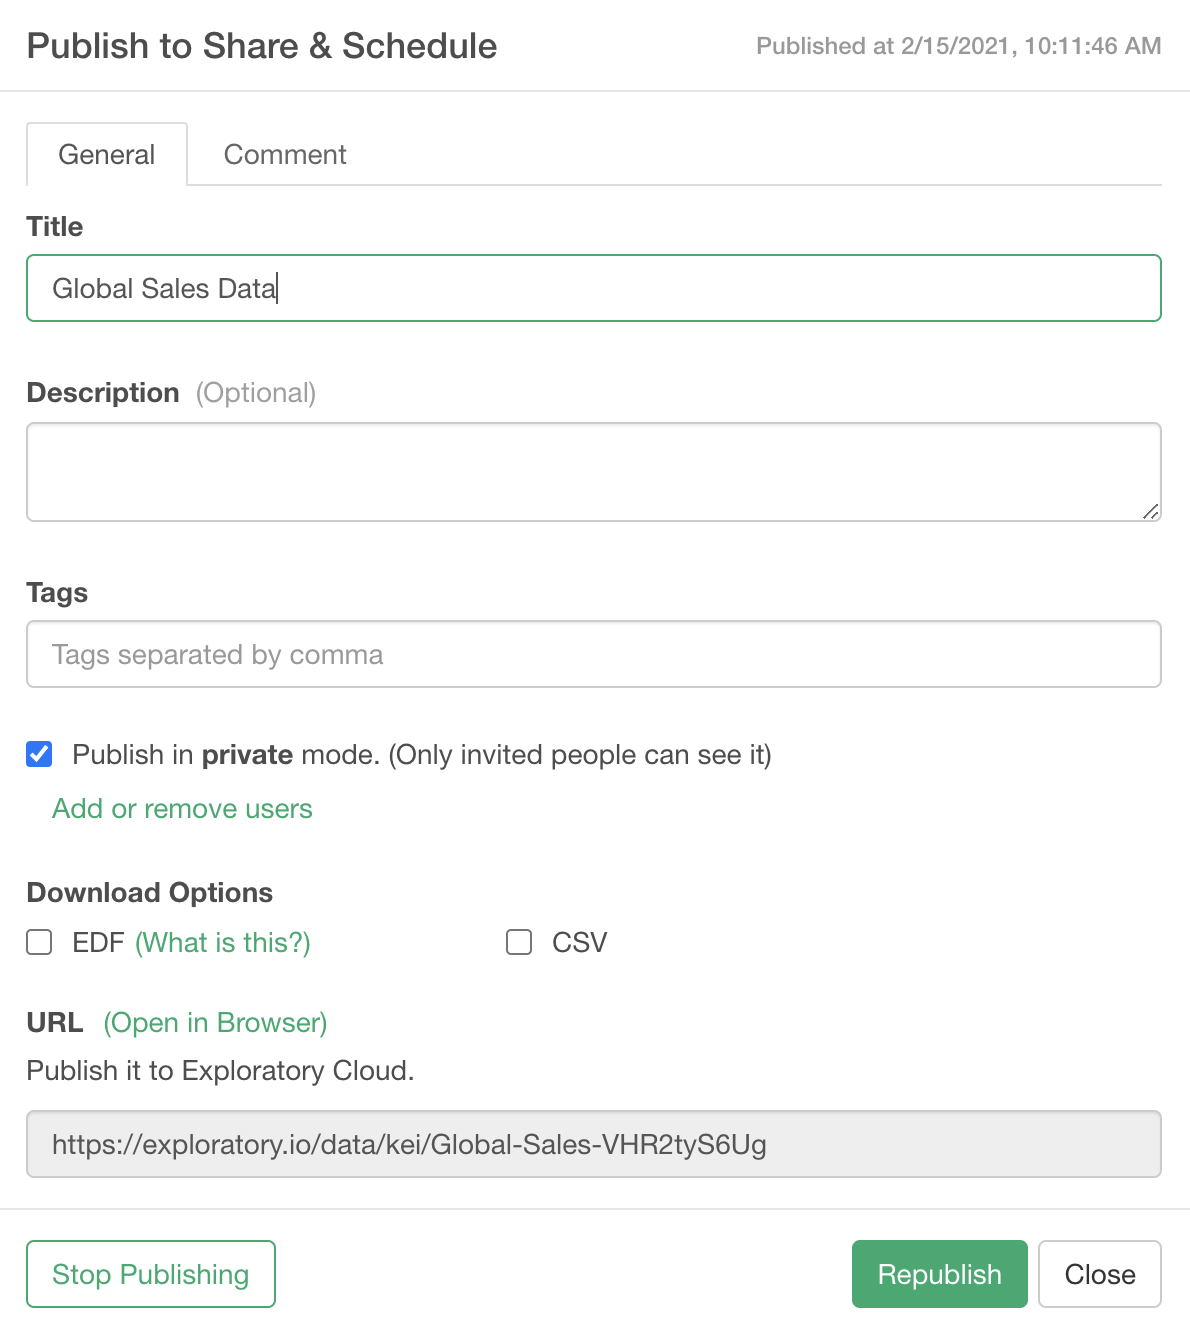 Publish to Share & Schedule
Published at 2/15/2021, 10:11:46 AM
General
Comment
Title
Global Sales Data
Description (Optional)
Tags
Tags separated by comma
Publish in private mode. (Only invited people can see it)
Add or remove users
Download Options
EDF (What is this?)
CSV
URL (Open in Browser)
Publish it to Exploratory Cloud.
https://exploratory.io/data/kei/Global-Sales-VHR2tyS6Ug
Stop Publishing
Republish
Close